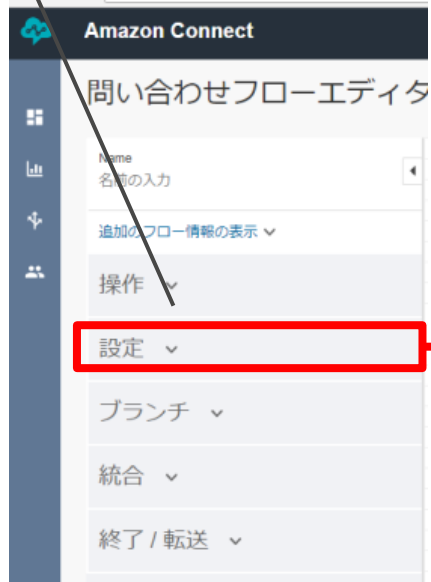 Amazon Connect
問い合わせフローエディタ
Name
名前の入力
追加のフロー情報の表示
操作
設定
ブランチ
統合
終了 / 転送